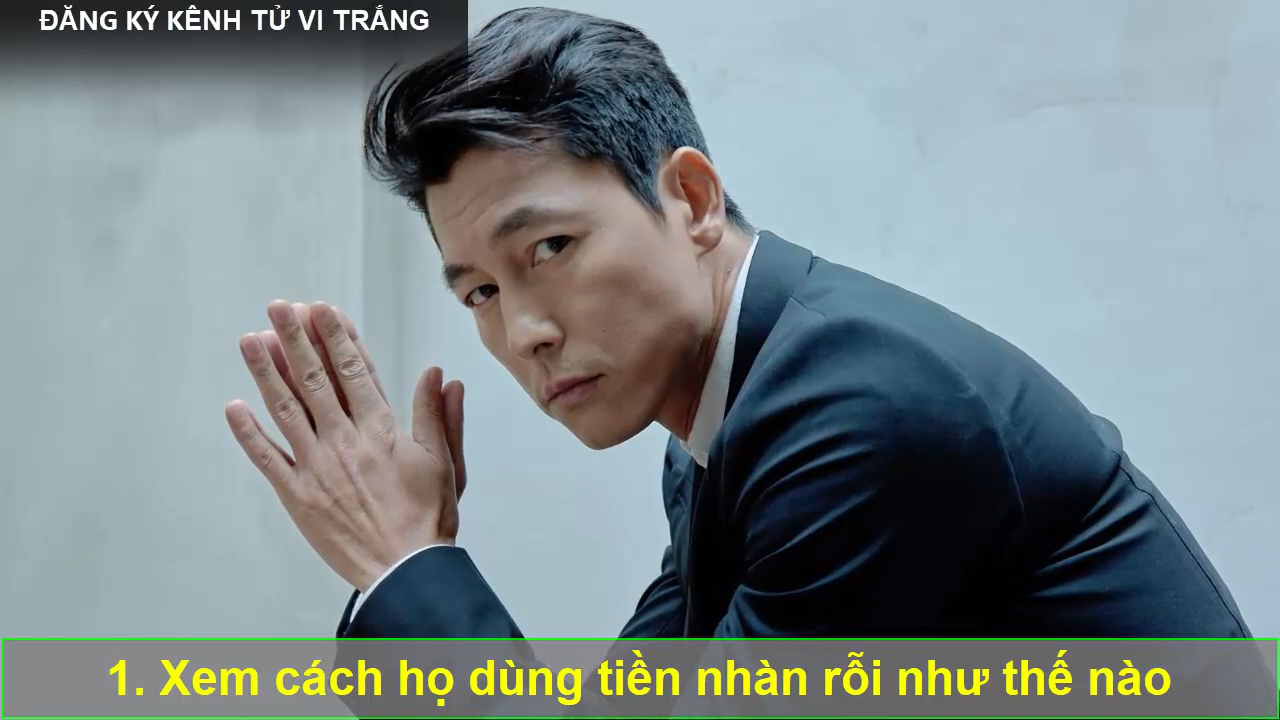 ĐĂNG KÝ KÊNH TỬ VI TRẮNG
1. Xem cách họ dùng tiền nhàn rỗi như thế nào